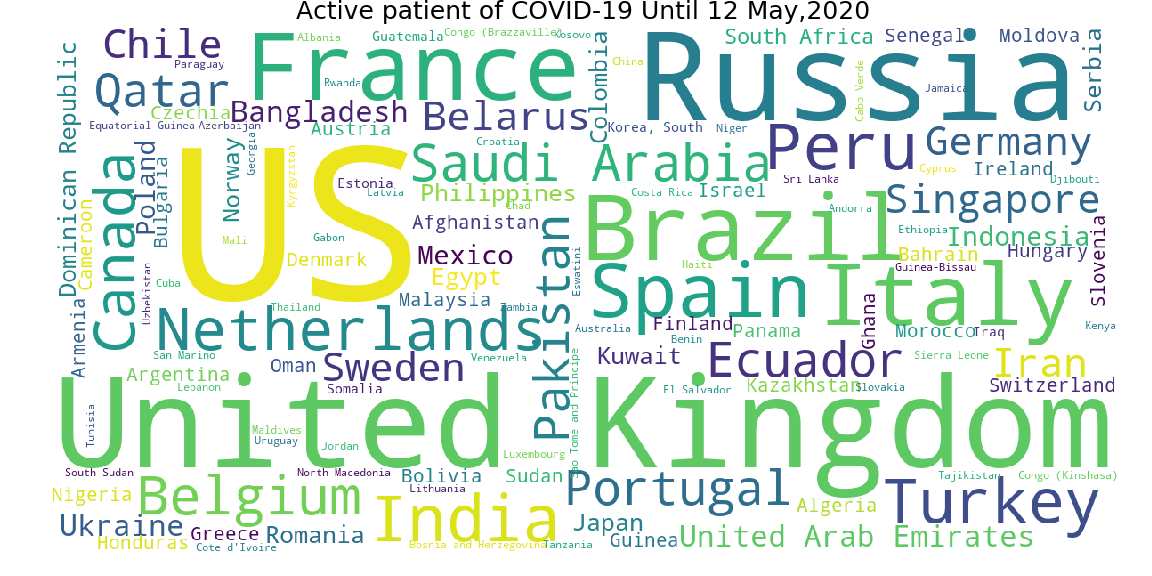 Active patient of COVID-19 Until 12 May,2020
Chile
Paraguay
France
Albania
Guatemala
Congo (Brazzaville)
Kosovo
Colombia
Russia
South Africa
Senegal
Moldova
Serbia
China
Cabo Verde
Jamaica
Dominican Republic
Qatar
Rwanda
Czechia
Bangladesh
Belarus
Equatorial Guinea
Azerbaijan
Austria
Croatia
Korea, South
Niger
Peru
Germany
Canada
Poland
Bulgaria
Norway
Georgia
Kyrgyzstan
US
Saudi Arabia
Estonia
Latvia
Philippines
Chad
Costa Rica
Israel
Sri Lanka
Cyprus
Ireland
Djibouti
Cameroon
Mali
Gabon
Afghanistan
Pakistan
Brazil
Andorra
Singapore
Ethiopia
Indonesia
Hungary
Slovenia
Denmark
Mexico
Egypt
Eswatini
Haiti
Bahrain
Guinea-Bissau
Armenia
Uzbekistan
Cuba
Thailand
Malaysia
Zambia
Spain
Italy
Netherlands
Australia
Finland
Benin
Panama
Ghana
Morocco
Iraq
Kenya
San Marino
Argentina
Lebanon
Oman
Sweden
Somalia
Venezuela
Sao Tome and Principe
Kuwait
Ecuador
Sierra Leone
Iran
El Salvador
Kazakhstan
Slovakia
Switzerland
United Kingdom
Tunisia
Maldives
Uruguay
Jordan
Luxembourg
South Sudan
North Macedonia
Bolivia
Sudan
Lithuania
Portugal
Tajikistan
Congo (Kinshasa)
Nigeria
Belgium
India
Algeria
Turkey
Ukraine
Greece
Romania
Japan
Guinea
United Arab Emirates
Honduras
Cote d'Ivoire
Bosnia and Herzegovina
Tanzania